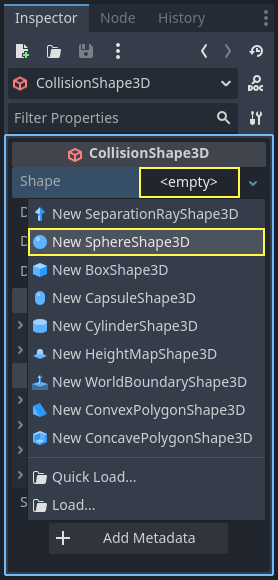 Inspector Node History
CollisionShape3D
DOC
Filter Properties
CollisionShape3D
Shape <empty>
New SeparationRayShape3D
New SphereShape3D
New BoxShape3D
New CapsuleShape3D
New CylinderShape3D
New HeightMapShape3D
New WorldBoundaryShape3D
New ConvexPolygonShape3D
New ConcavePolygonShape3D
Quick Load...
Load...
Add Metadata